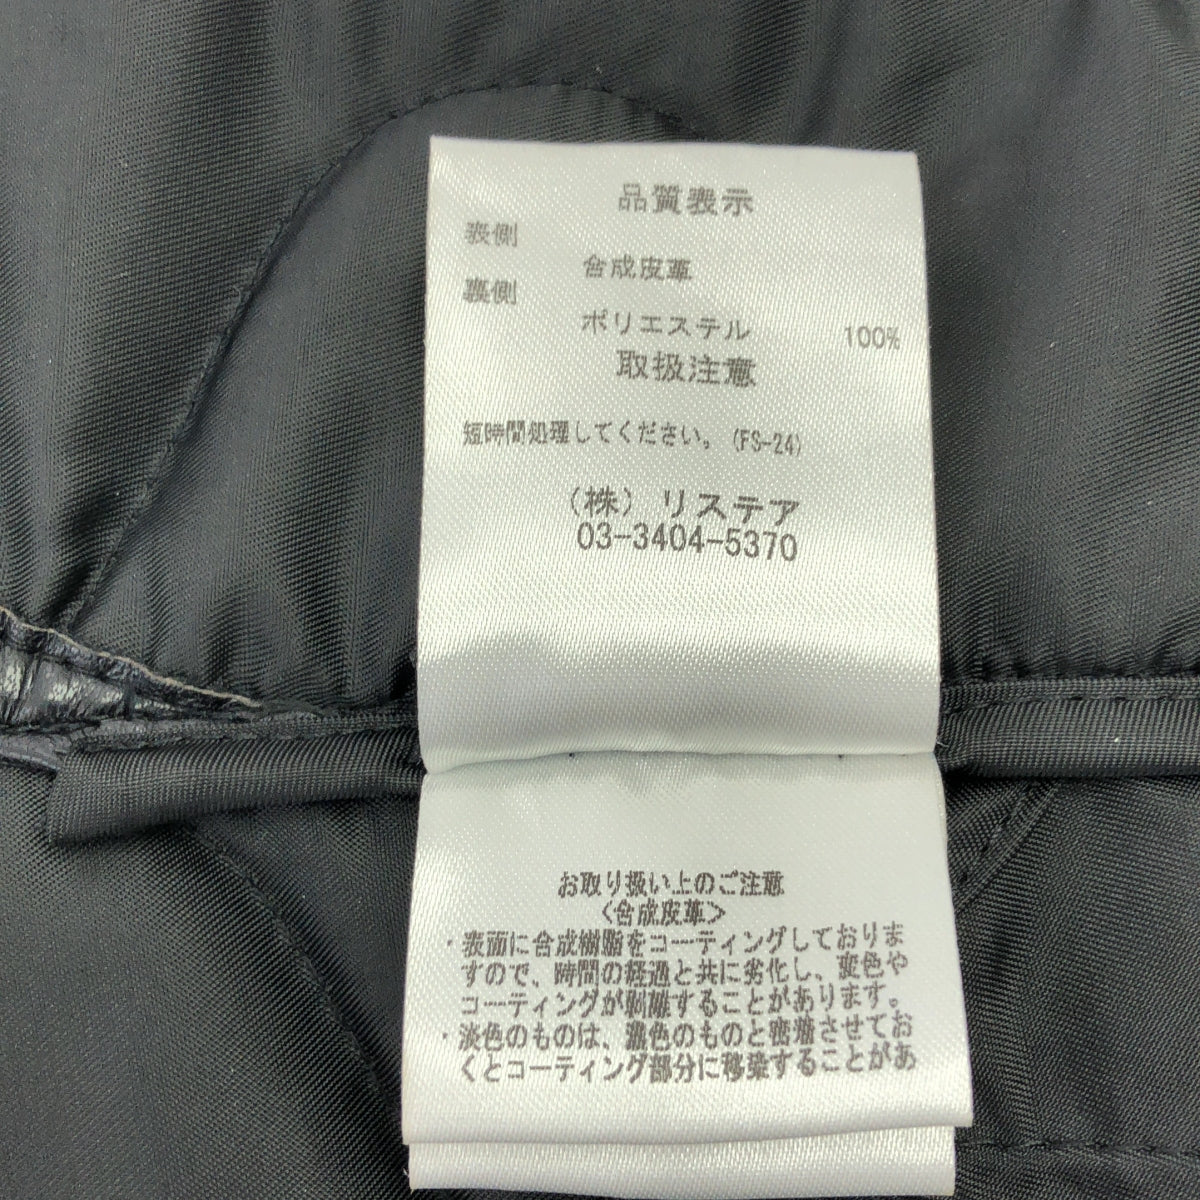 品質表示
表側
合成皮革
裏側
ポリエステル 100%
取扱注意
短時間処理してください。(FS-24)
(株) リステア
03-3404-5370
お取り扱い上のご注意
<合成皮革>
・表面に合成樹脂をコーティングしておりま
すので、時間の経過と共に劣化し、変色や
コーティングが剥離することがあります。
・淡色のものは、濃色のものと密着させてお
くとコーティング部分に移染することがあ